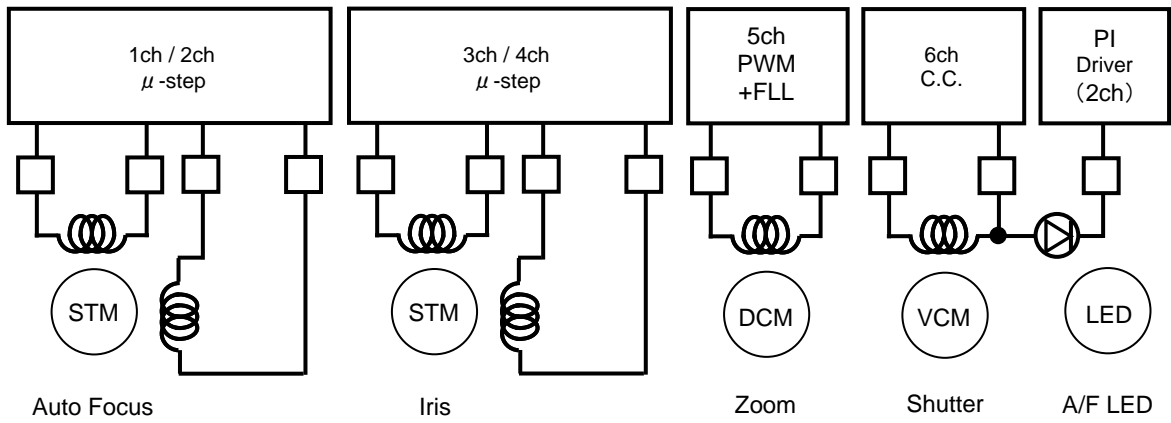 1ch / 2ch
μ-step
3ch / 4ch
μ-step
5ch
PWM
+FLL
6ch
C.C.
PI
Driver
（2ch）
STM
STM
DCM
VCM
LED
Auto Focus
Iris
Zoom
Shutter
A/F LED